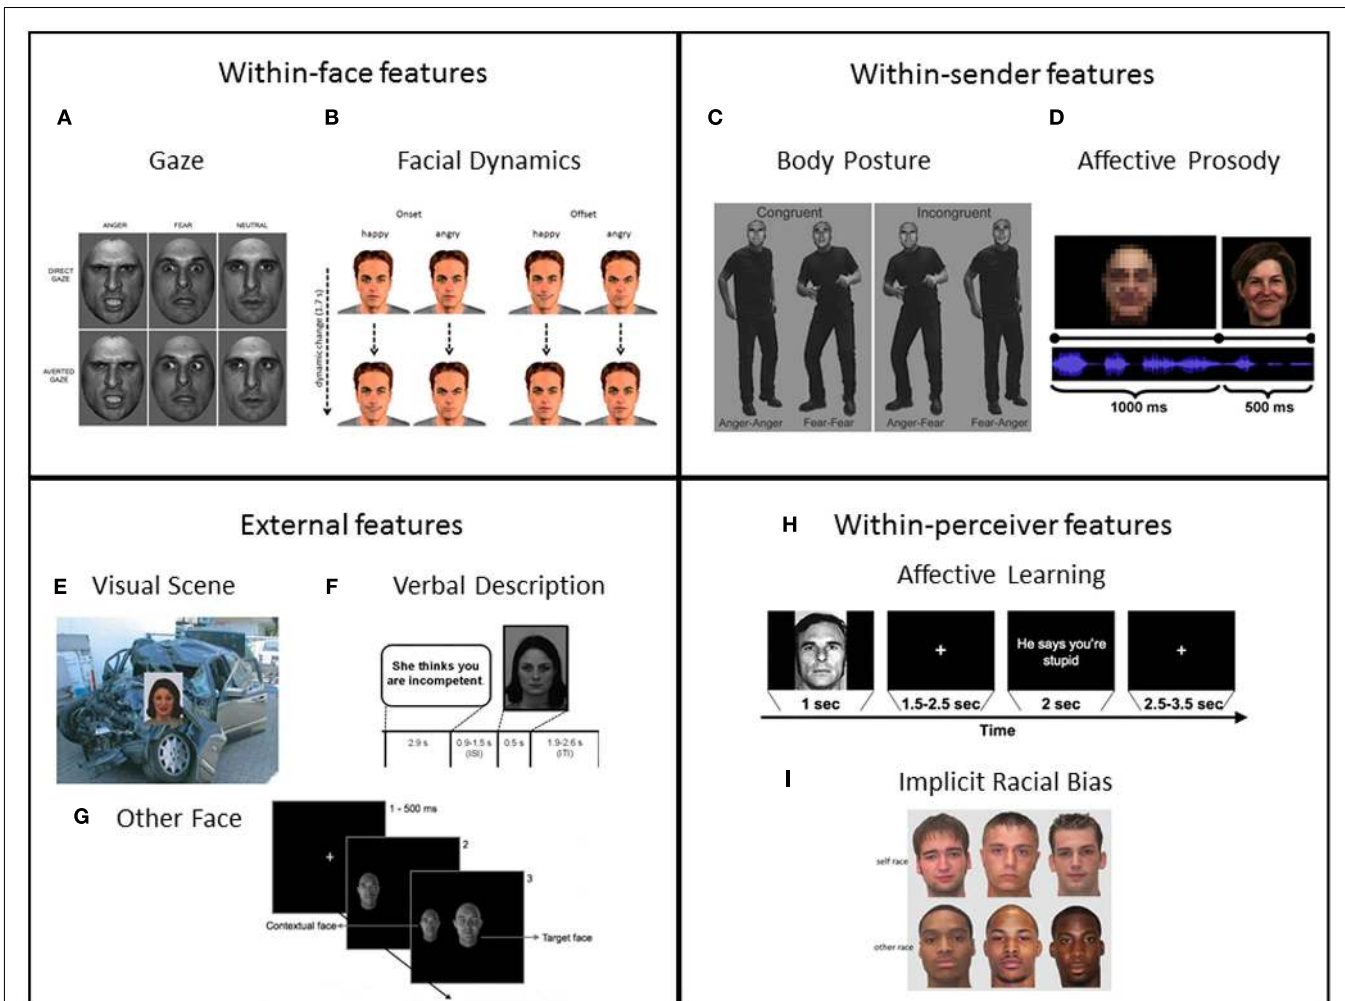 Within-face features
A
B
Gaze
Facial Dynamics
ANGER FEAR NEUTRAL
DIRECT
GAZE
AVERTED
GAZE
Onset Offset
happy angry happy angry
dynamic change (1.7 s)
Within-sender features
C
D
Body Posture
Affective Prosody
Congruent Incongruent
Anger-Anger Fear-Fear Anger-Fear Fear-Anger
1000 ms 500 ms
External features
E Visual Scene
F Verbal Description
She thinks you
are incompetent.
2.9 s 0.9-1.5 s 0.5 s 1.9-2.6 s
(ISI) (ITI)
G Other Face
1 - 500 ms
2
3
Contextual face
Target face
H Within-perceiver features
Affective Learning
+
He says you're
stupid
+
1 sec 1.5-2.5 sec 2 sec 2.5-3.5 sec
Time
I Implicit Racial Bias
self race
other race